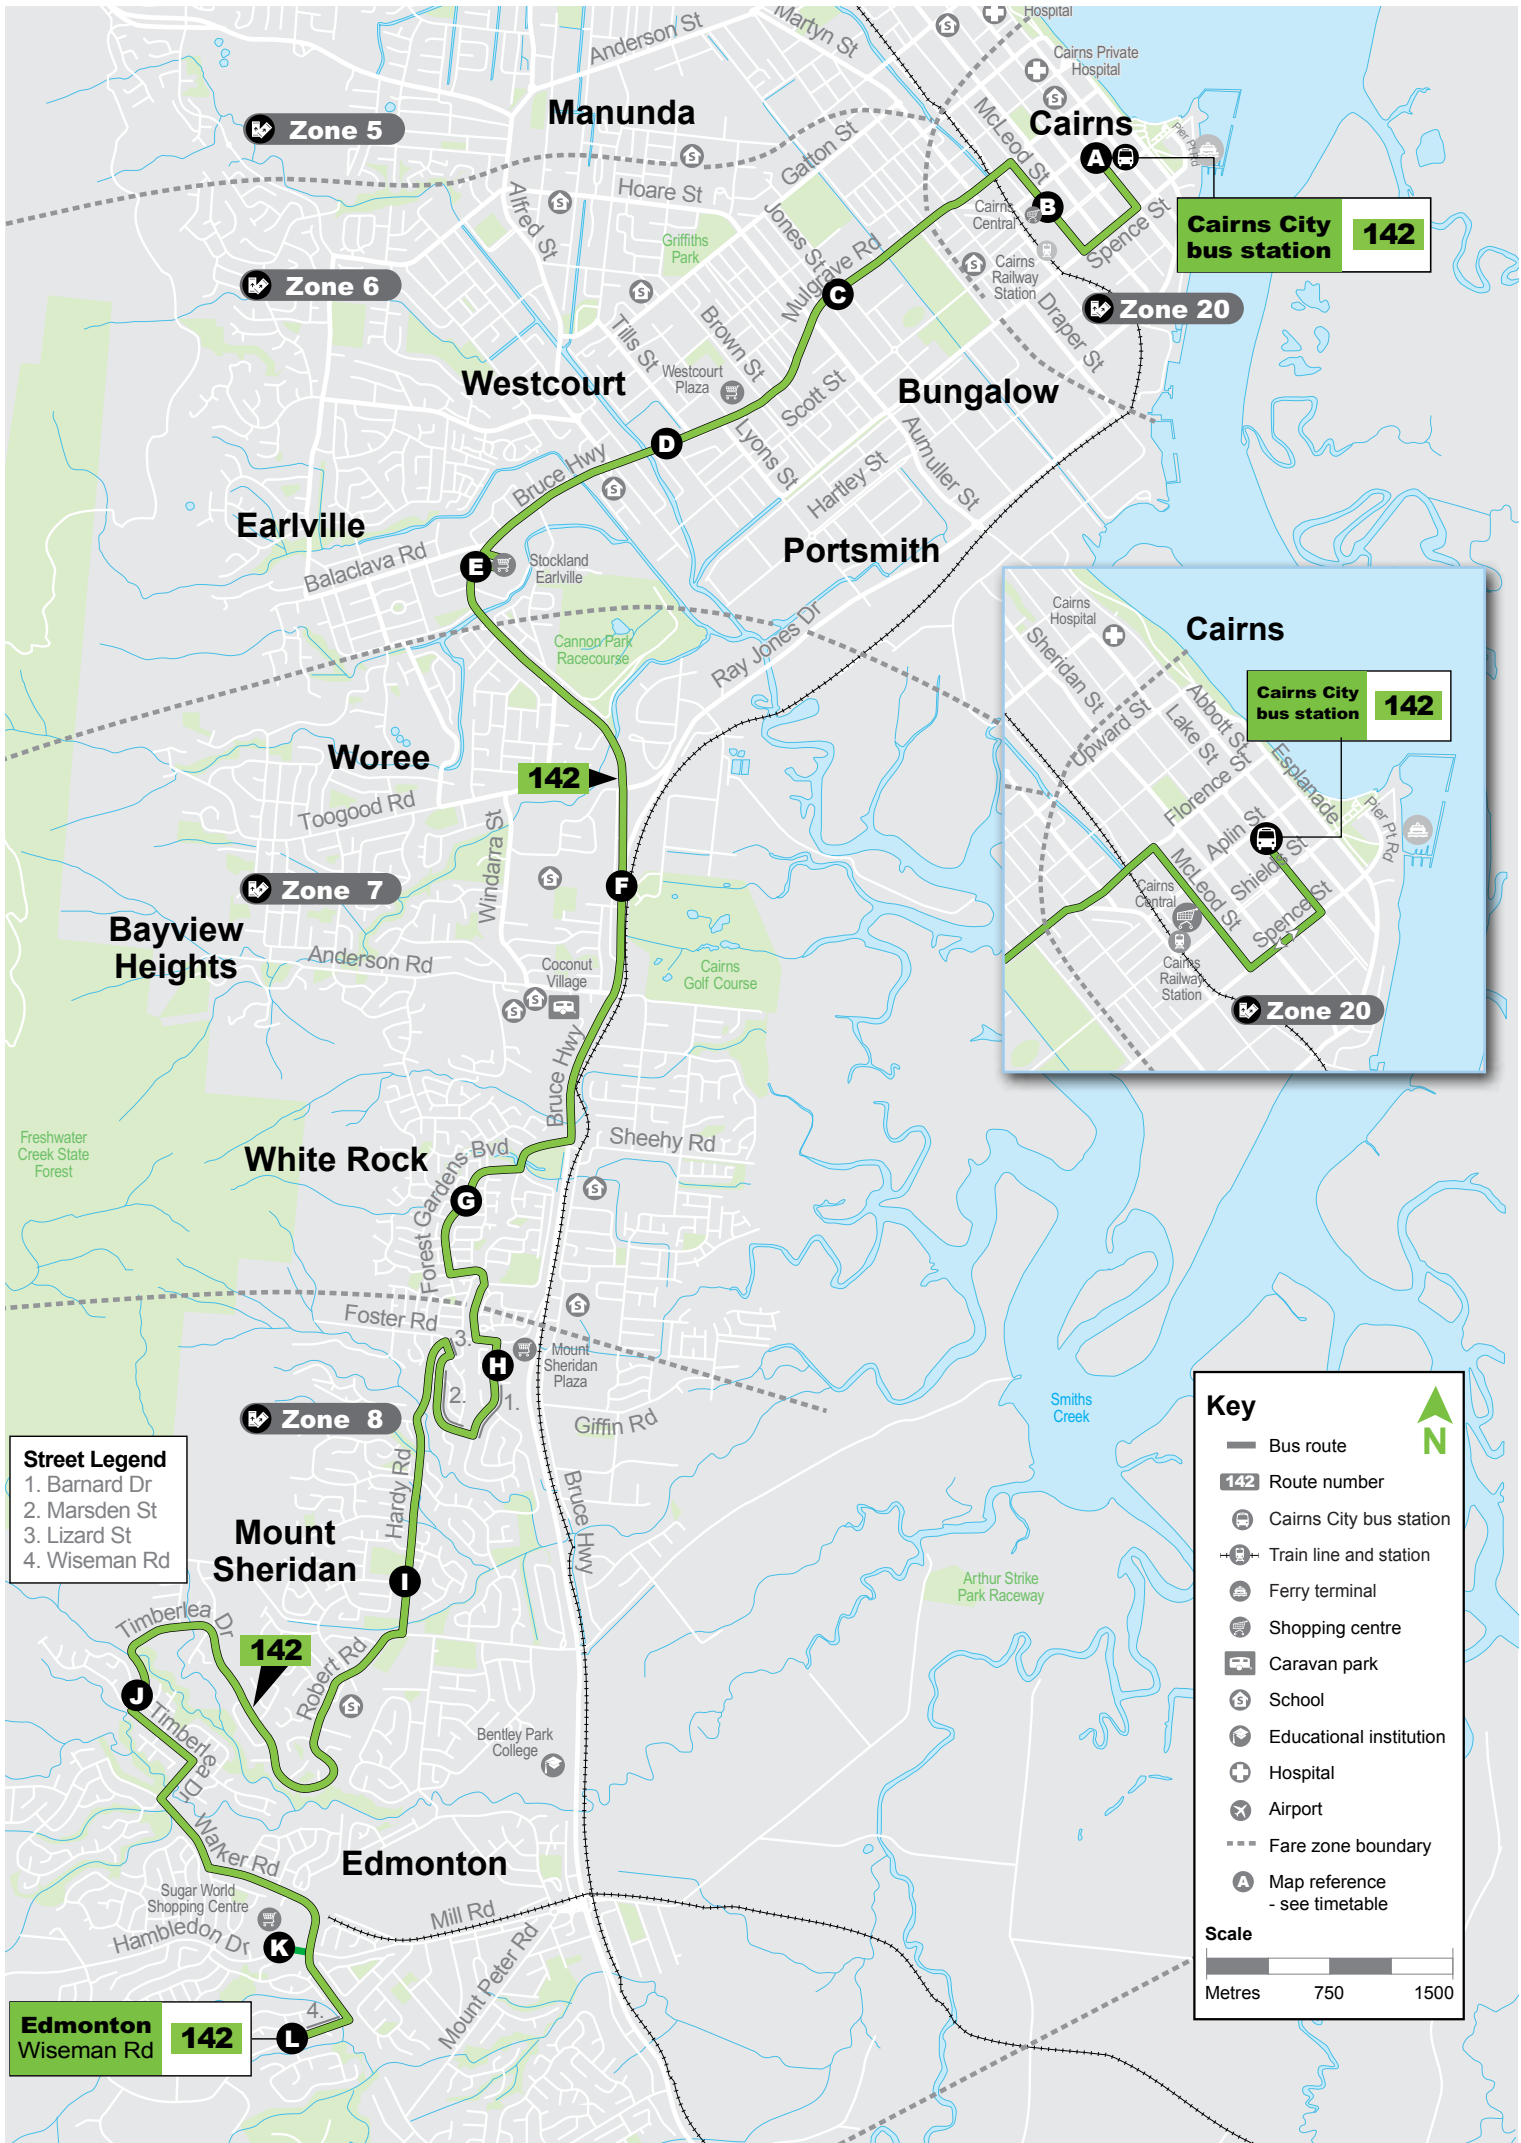 Hospital
Martyn St
Anderson St
Cairns Private
Hospital
Manunda
McLeod St
Cairns
Pier Pt Rd
Zone 5
Gatton St
A
Hoare St
Alfred St
Jones St
Cairns
Central
B
Spence St
Cairns City
bus station
142
Griffiths
Park
Mulgrave Rd
Cairns
Railway
Station
Zone 6
C
Draper St
Zone 20
Tills St
Brown St
Westcourt
Westcourt
Plaza
Scott St
Bungalow
D
Lyons St
Aumuller St
Bruce Hwy
Hartley St
Earlville
Balaclava Rd
E
Stockland
Earlville
Portsmith
Cannon Park
Racecourse
Ray Jones Dr
Cairns
Hospital
Cairns
Sheridan St
Abbott St
Lake St
Upward St
Cairns City
bus station
142
Florence St
Esplanade
Aplin St
Pier Pt Rd
Shields St
McLeod St
Cairns
Central
Spence St
Cairns
Railway
Station
Zone 20
Woree
142
Toogood Rd
Windarra St
Zone 7
F
Bayview
Heights
Anderson Rd
Coconut
Village
Cairns
Golf Course
Bruce Hwy
Freshwater
Creek State
Forest
White Rock
Sheehy Rd
Forest Gardens Bvd
G
Foster Rd
3.
H
Mount
Sheridan
Plaza
2.
1.
Zone 8
Giffin Rd
Smiths
Creek
Hardy Rd
Bruce Hwy
Street Legend
1. Barnard Dr
2. Marsden St
3. Lizard St
4. Wiseman Rd
Mount
Sheridan
I
Arthur Strike
Park Raceway
Timberlea Dr
142
Robert Rd
J
Timberlea Dr
Bentley Park
College
Walker Rd
Edmonton
Sugar World
Shopping Centre
Mill Rd
Hambledon Dr
K
Mount Peter Rd
4.
Edmonton
Wiseman Rd
142
L
Key
N
Bus route
142 Route number
Cairns City bus station
Train line and station
Ferry terminal
Shopping centre
Caravan park
S School
Educational institution
Hospital
Airport
Fare zone boundary
A Map reference
- see timetable
Scale
Metres 750 1500